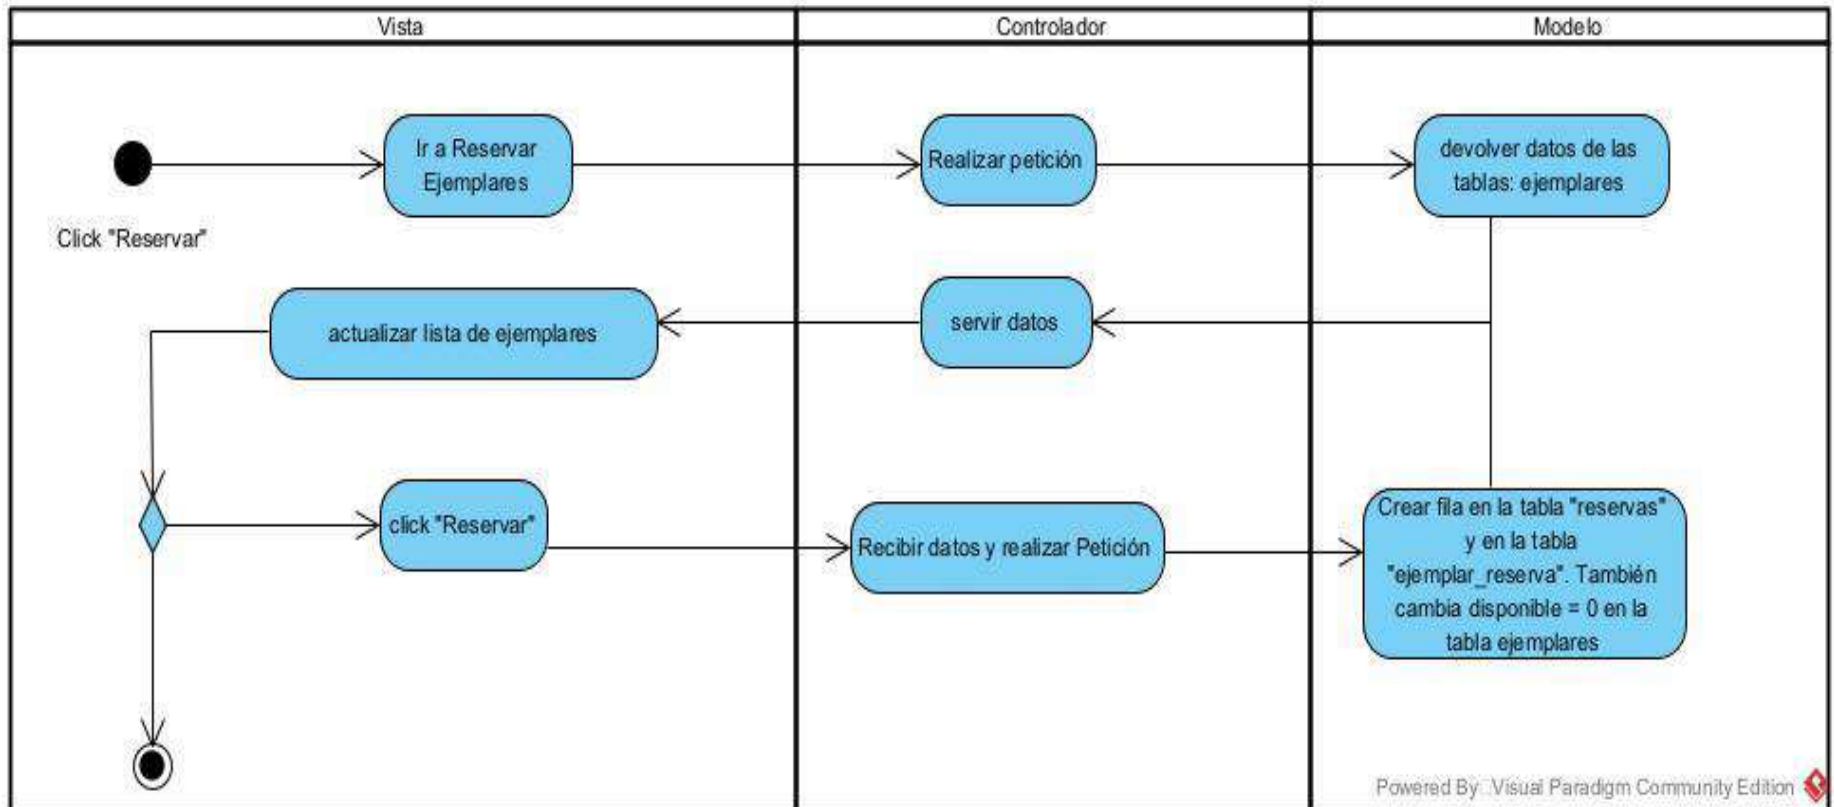 Vista
Controlador
Modelo
Ir a Reservar
Ejemplares
Realizar petición
devolver datos de las
tablas: ejemplares
Click "Reservar"
actualizar lista de ejemplares
servir datos
click "Reservar"
Recibir datos y realizar Petición
Crear fila en la tabla "reservas"
y en la tabla
"ejemplar_reserva". También
cambia disponible = 0 en la
tabla ejemplares
Powered By Visual Paradigm Community Edition